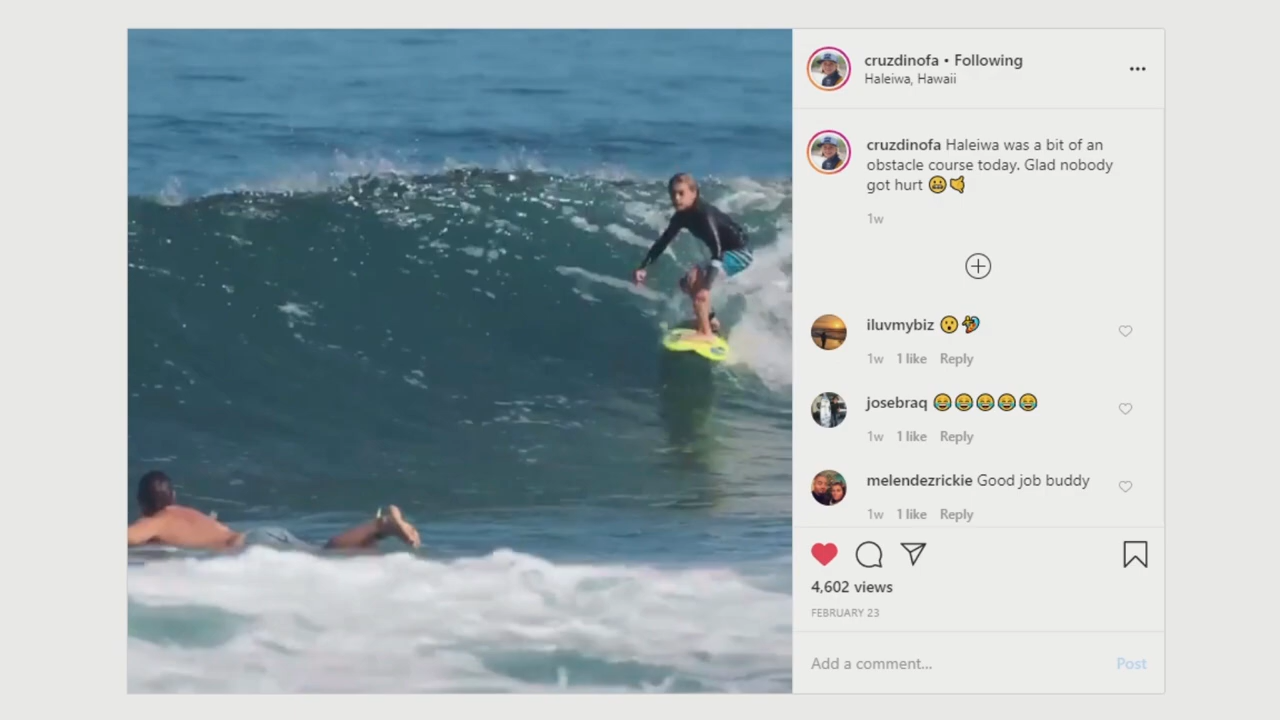 cruzdinofa • Following
Haleiwa, Hawaii
cruzdinofa Haleiwa was a bit of an
obstacle course today. Glad nobody
got hurt 😬🤙
1w
iluvmybiz 😮🏄
1w 1 like Reply
josebraq 😂😂😂😂😂
1w 1 like Reply
melendezrickie Good job buddy
1w 1 like Reply
4,602 views
FEBRUARY 23
Add a comment... Post